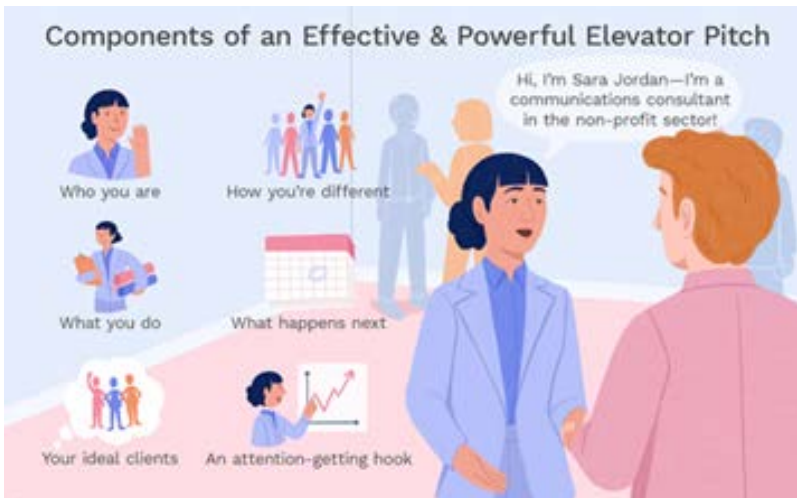 Components of an Effective & Powerful Elevator Pitch
Hi, I'm Sara Jordan—I'm a
communications consultant
in the non-profit sector!
Who you are
How you're different
What you do
What happens next
Your ideal clients
An attention-getting hook